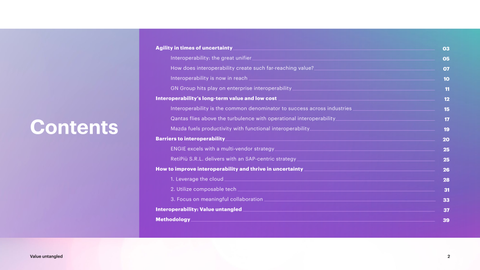 Contents
Agility in times of uncertainty 03
Interoperability: the great unifier 05
How does interoperability create such far-reaching value? 07
Interoperability is now in reach 10
GN Group hits play on enterprise interoperability 11
Interoperability's long-term value and low cost 13
Interoperability is the common denominator to success across industries 15
Qantas flies above the turbulence with operational interoperability 17
Mazda fuels productivity with functional interoperability 19
Barriers to interoperability 20
ENGIE excels with a multi-vendor strategy 25
RetiPiù S.R.L. delivers with an SAP-centric strategy 25
How to improve interoperability and thrive in uncertainty 26
1. Leverage the cloud 28
2. Utilize composable tech 31
3. Focus on meaningful collaboration 33
Interoperability: Value untangled 37
Methodology 39
Value untangled 2